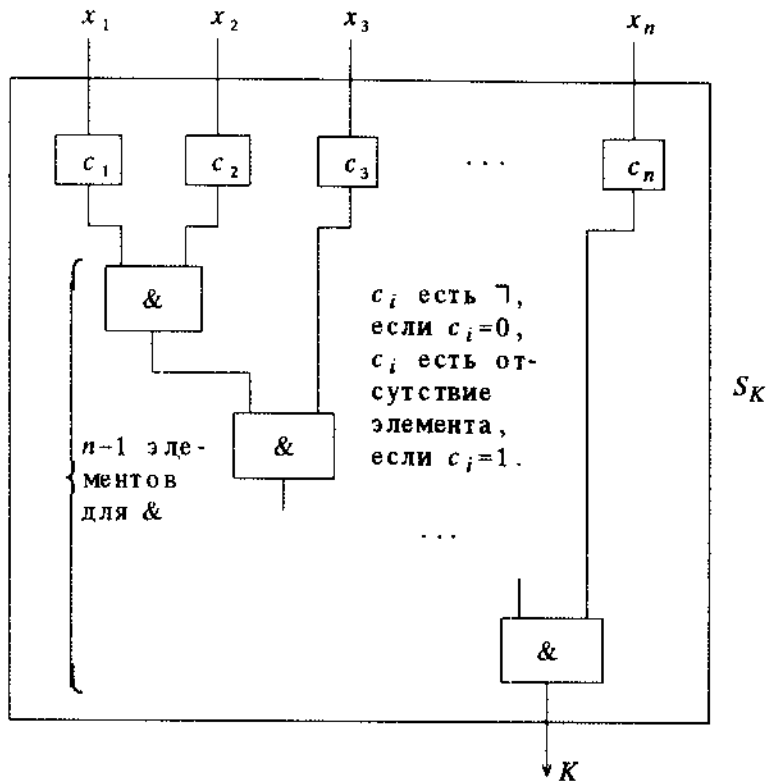 x₁ x₂ x₃ xₙ
c₁ c₂ c₃ . . . cₙ
&
cᵢ есть ⅂,
если cᵢ=0,
cᵢ есть от-
сутствие
элемента,
если cᵢ=1.
S_K
&
n−1 эле-
ментов
для &
. . .
&
K